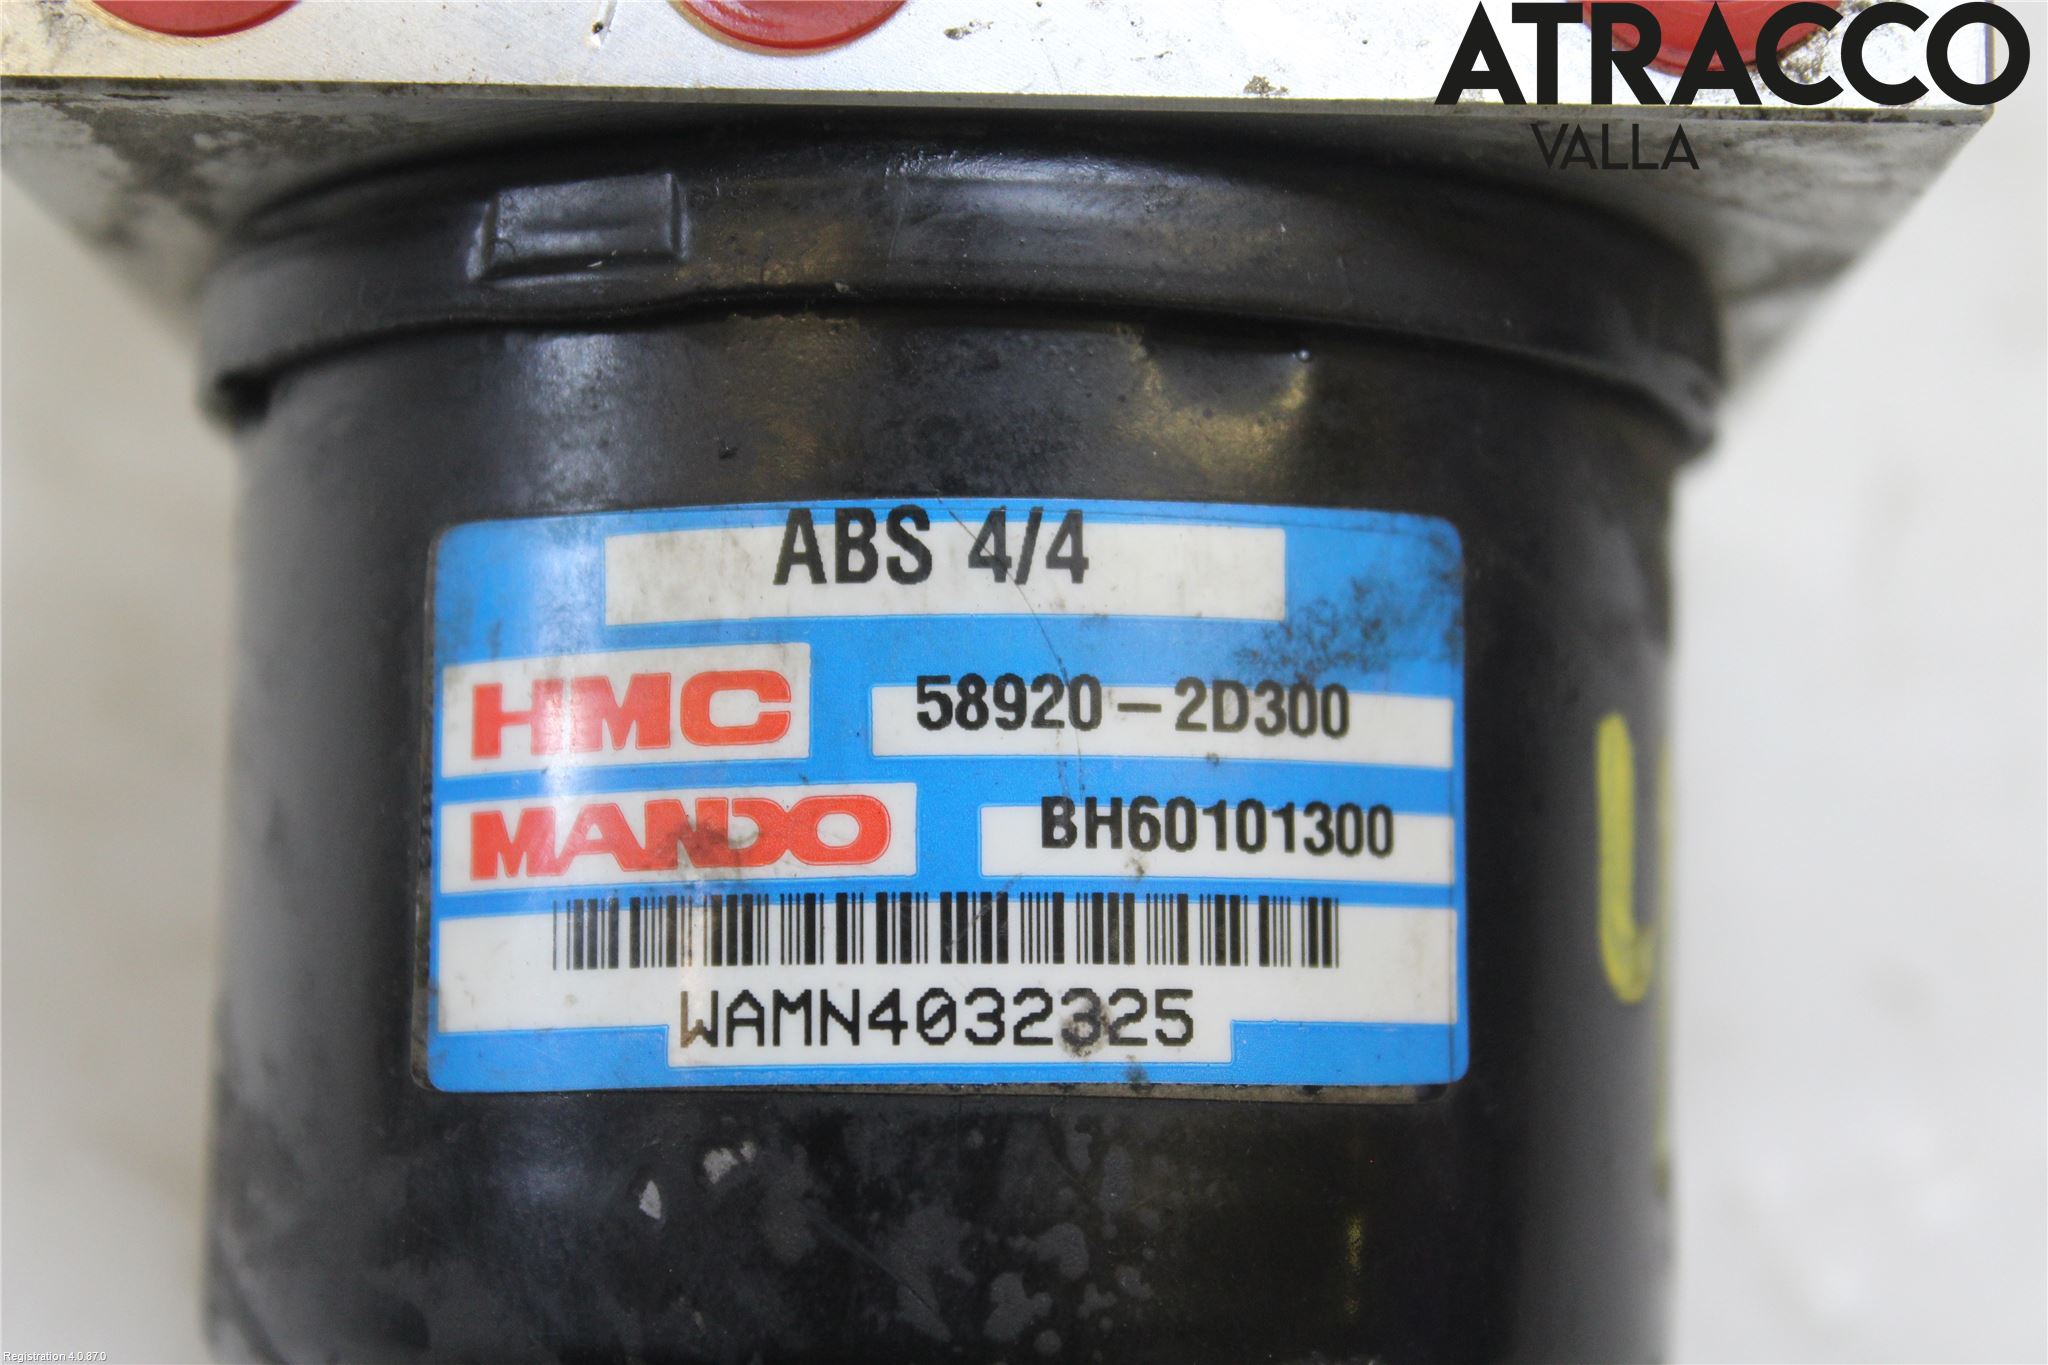 ATRACCO
VALLA
ABS 4/4
HMC 58920-2D300
MANDO BH60101300
WAMN4032325
Registration 4.0.87.0